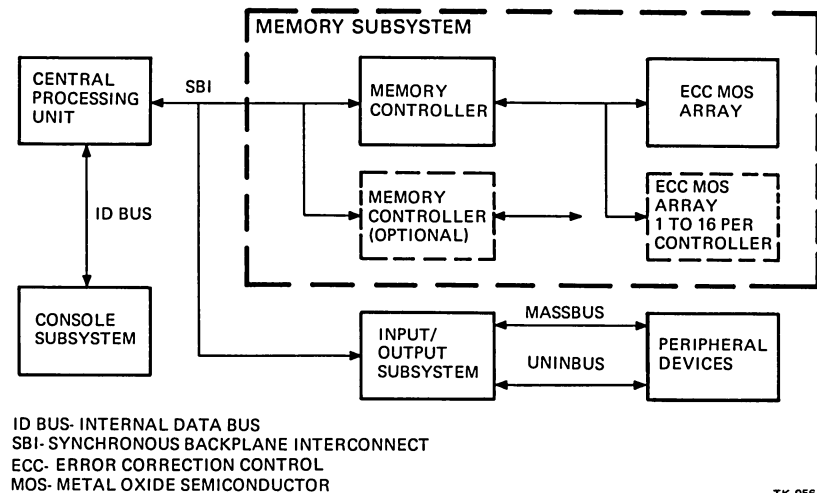 MEMORY SUBSYSTEM
CENTRAL
PROCESSING
UNIT
SBI
MEMORY
CONTROLLER
ECC MOS
ARRAY
ID BUS
MEMORY
CONTROLLER
(OPTIONAL)
ECC MOS
ARRAY
1 TO 16 PER
CONTROLLER
CONSOLE
SUBSYSTEM
INPUT/
OUTPUT
SUBSYSTEM
MASSBUS
UNINBUS
PERIPHERAL
DEVICES
ID BUS- INTERNAL DATA BUS
SBI- SYNCHRONOUS BACKPLANE INTERCONNECT
ECC- ERROR CORRECTION CONTROL
MOS- METAL OXIDE SEMICONDUCTOR